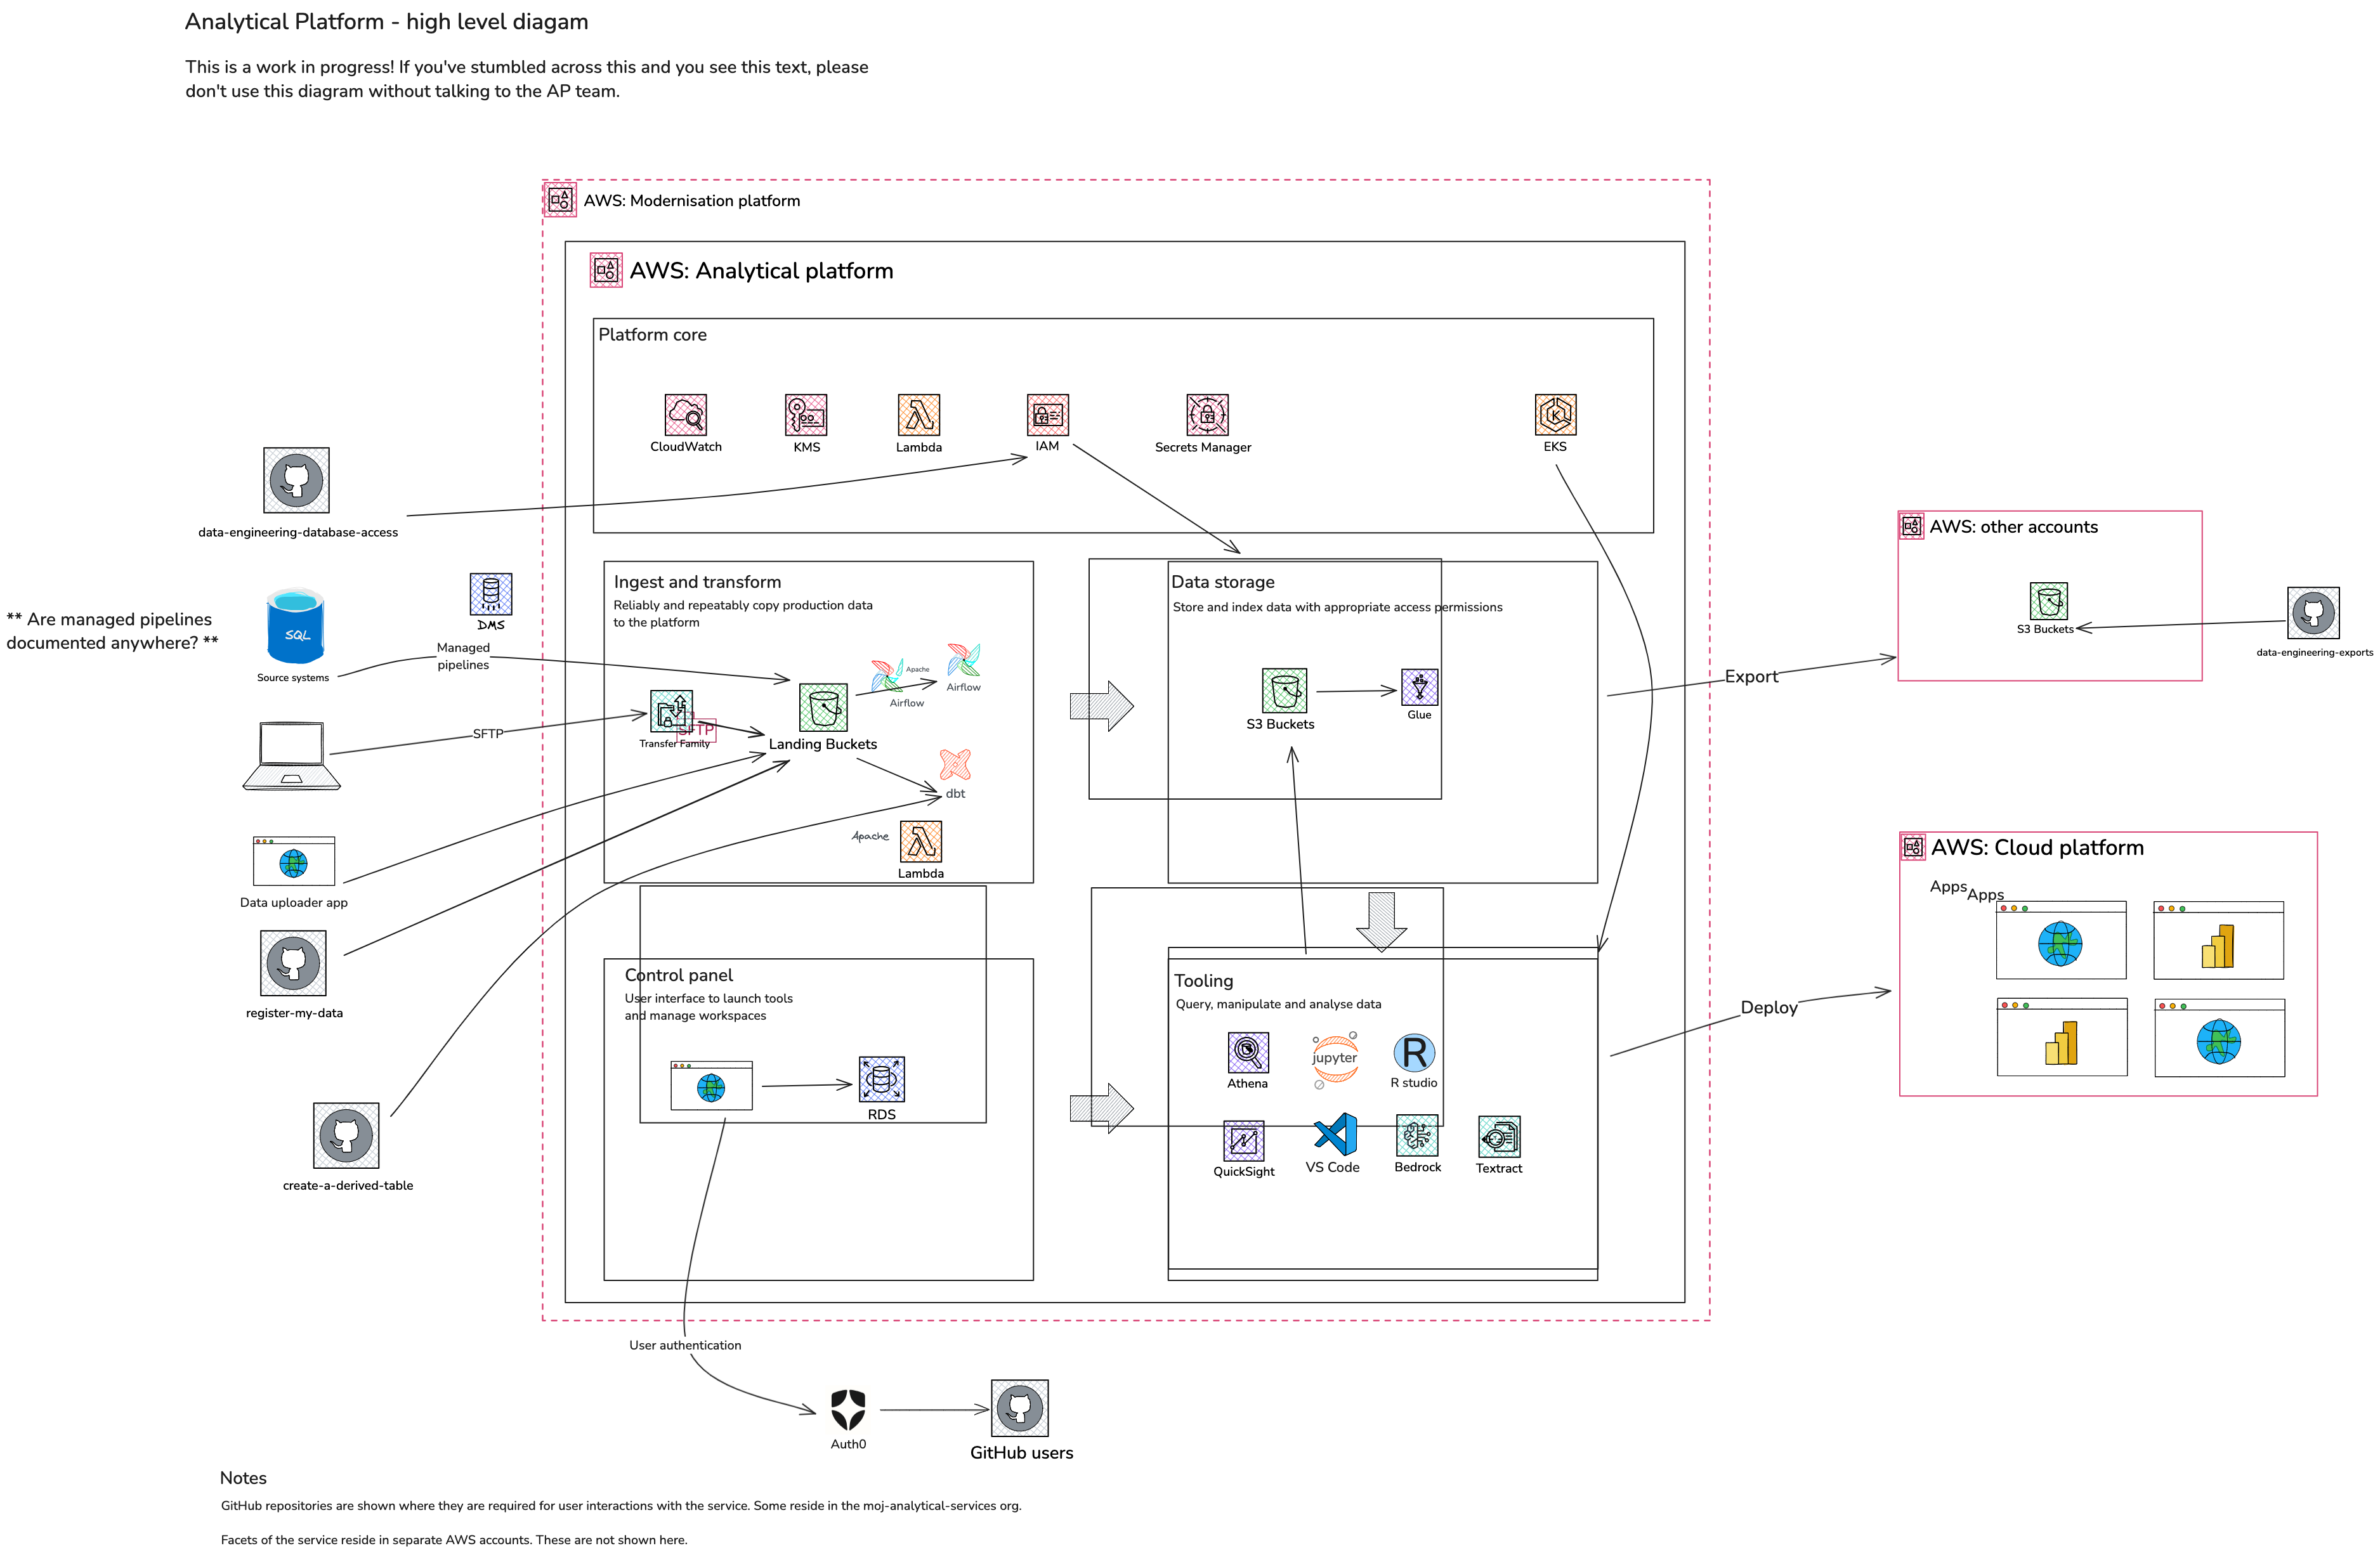 Analytical Platform - high level diagam
This is a work in progress! If you've stumbled across this and you see this text, please
don't use this diagram without talking to the AP team.
AWS: Modernisation platform
AWS: Analytical platform
Platform core
CloudWatch
KMS
Lambda
IAM
Secrets Manager
EKS
data-engineering-database-access
** Are managed pipelines
documented anywhere? **
SQL
Source systems
DMS
Managed
pipelines
SFTP
Data uploader app
register-my-data
create-a-derived-table
Ingest and transform
Reliably and repeatably copy production data
to the platform
Transfer Family
SFTP
Landing Buckets
Apache
Airflow
Airflow
dbt
Apache
Lambda
Data storage
Store and index data with appropriate access permissions
S3 Buckets
Glue
Control panel
User interface to launch tools
and manage workspaces
RDS
Tooling
Query, manipulate and analyse data
Athena
jupyter
R
R studio
QuickSight
VS Code
Bedrock
Textract
Export
AWS: other accounts
S3 Buckets
data-engineering-exports
Deploy
AWS: Cloud platform
Apps
Apps
User authentication
Auth0
GitHub users
Notes
GitHub repositories are shown where they are required for user interactions with the service. Some reside in the moj-analytical-services org.
Facets of the service reside in separate AWS accounts. These are not shown here.